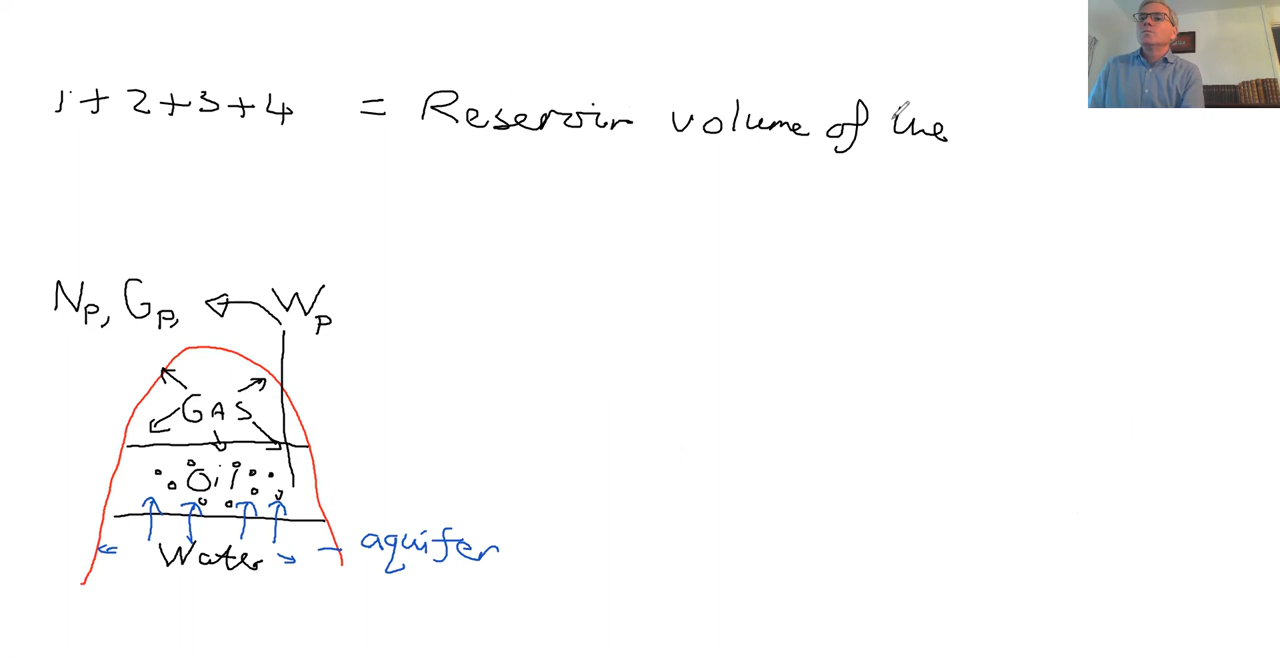 1+2+3+4 = Reservoir volume of the
Np, Gp, Wp
GAS
Oil
Water
aquifer